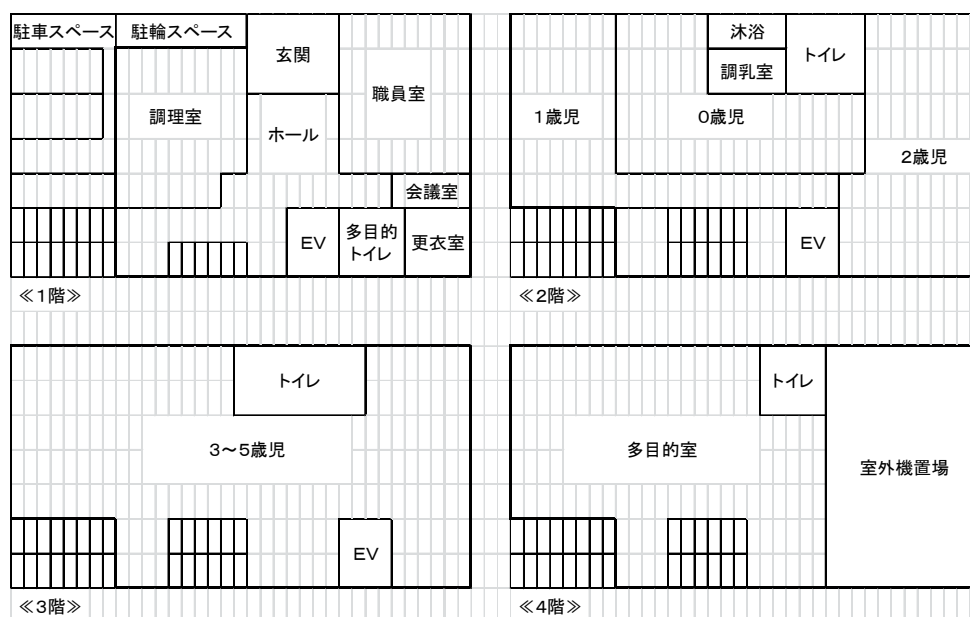 駐車スペース
駐輪スペース
玄関
職員室
調理室
ホール
会議室
EV
多目的
トイレ
更衣室
≪1階≫
沐浴
トイレ
調乳室
1歳児
0歳児
2歳児
EV
≪2階≫
トイレ
3～5歳児
EV
≪3階≫
トイレ
多目的室
室外機置場
≪4階≫